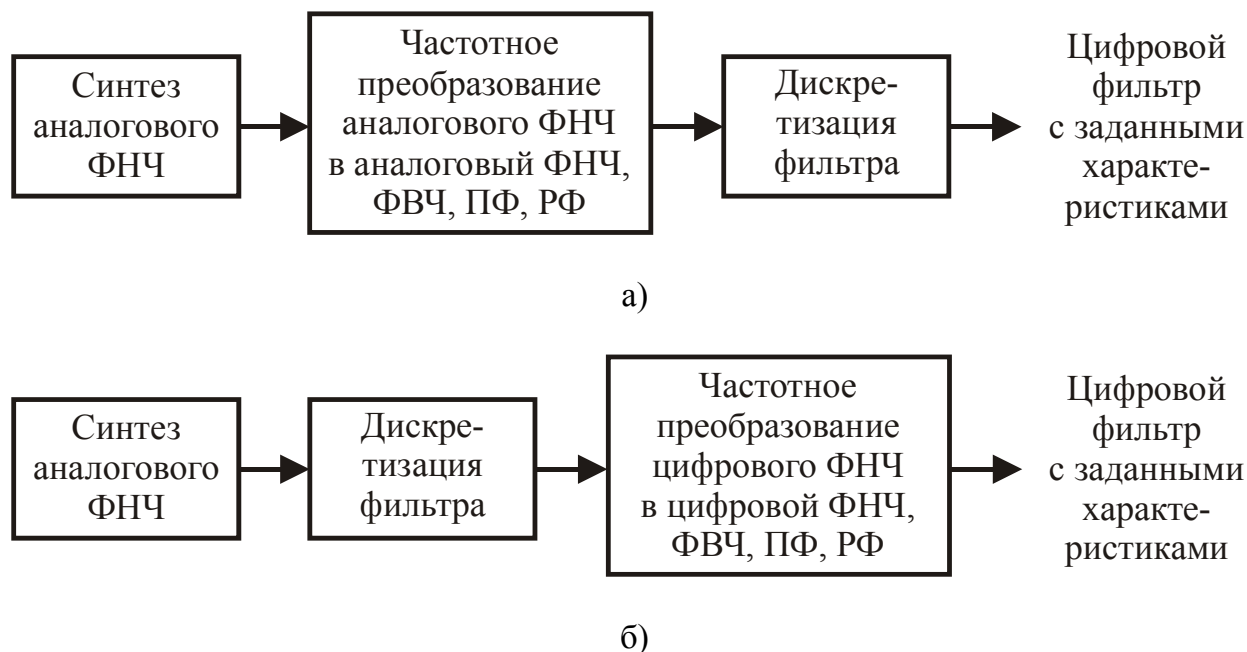 Синтез
аналогового
ФНЧ
Частотное
преобразование
аналогового ФНЧ
в аналоговый ФНЧ,
ФВЧ, ПФ, РФ
Дискре-
тизация
фильтра
Цифровой
фильтр
с заданными
характе-
ристиками
а)
Синтез
аналогового
ФНЧ
Дискре-
тизация
фильтра
Частотное
преобразование
цифрового ФНЧ
в цифровой ФНЧ,
ФВЧ, ПФ, РФ
Цифровой
фильтр
с заданными
характе-
ристиками
б)